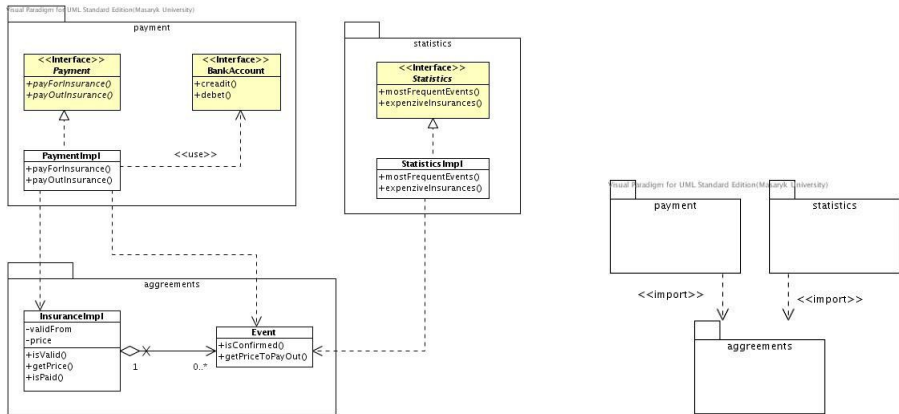 Visual Paradigm for UML Standard Edition(Masaryk University)
payment
<<Interface>>
Payment
+payForInsurance()
+payOutInsurance()
<<Interface>>
BankAccount
+creadit()
+debet()
PaymentImpl
+payForInsurance()
+payOutInsurance()
<<use>>
statistics
<<Interface>>
Statistics
+mostFrequentEvents()
+expenziveInsurances()
StatisticsImpl
+mostFrequentEvents()
+expenziveInsurances()
aggreements
InsuranceImpl
-validFrom
-price
+isValid()
+getPrice()
+isPaid()
1
0..*
Event
+isConfirmed()
+getPriceToPayOut()
Visual Paradigm for UML Standard Edition(Masaryk University)
payment
statistics
<<import>>
<<import>>
aggreements